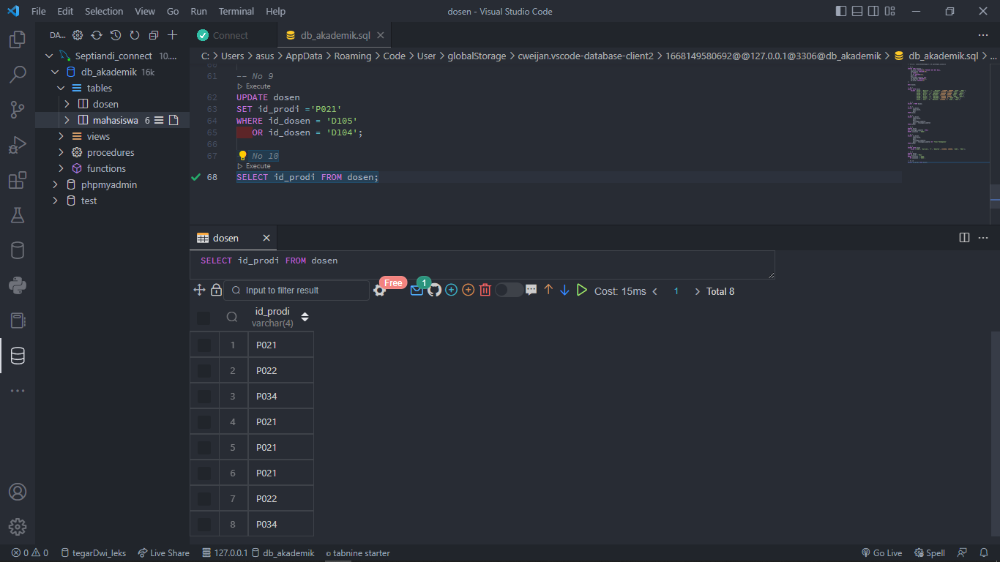 File Edit Selection View Go Run Terminal Help dosen - Visual Studio Code
DA... Connect db_akademik.sql
C: > Users > asus > AppData > Roaming > Code > User > globalStorage > cweijan.vscode-database-client2 > 1668149580692@@127.0.0.1@3306@db_akademik > db_akademik.sql > ...
Septiandi_connect 10....
db_akademik 16k
tables
dosen
mahasiswa 6
views
procedures
functions
phpmyadmin
test
61 -- No 9
Execute
62 UPDATE dosen
63 SET id_prodi ='P021'
64 WHERE id_dosen = 'D105'
65 OR id_dosen = 'D104';
66
67 No 10
Execute
68 SELECT id_prodi FROM dosen;
dosen
SELECT id_prodi FROM dosen
Input to filter result Free 1 Cost: 15ms < 1 > Total 8
id_prodi
varchar(4)
1 P021
2 P022
3 P034
4 P021
5 P021
6 P021
7 P022
8 P034
0 0 tegarDwi_leks Live Share 127.0.0.1 db_akademik tabnine starter Go Live Spell